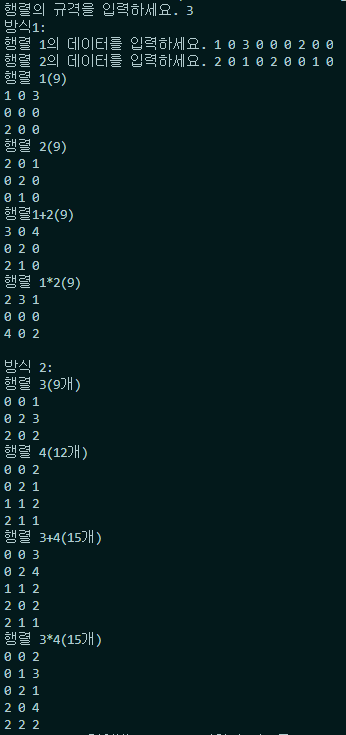 행렬의 규격을 입력하세요. 3
방식1:
행렬 1의 데이터를 입력하세요. 1 0 3 0 0 0 2 0 0
행렬 2의 데이터를 입력하세요. 2 0 1 0 2 0 0 1 0
행렬 1(9)
1 0 3
0 0 0
2 0 0
행렬 2(9)
2 0 1
0 2 0
0 1 0
행렬1+2(9)
3 0 4
0 2 0
2 1 0
행렬 1*2(9)
2 3 1
0 0 0
4 0 2
방식 2:
행렬 3(9개)
0 0 1
0 2 3
2 0 2
행렬 4(12개)
0 0 2
0 2 1
1 1 2
2 1 1
행렬 3+4(15개)
0 0 3
0 2 4
1 1 2
2 0 2
2 1 1
행렬 3*4(15개)
0 0 2
0 1 3
0 2 1
2 0 4
2 2 2